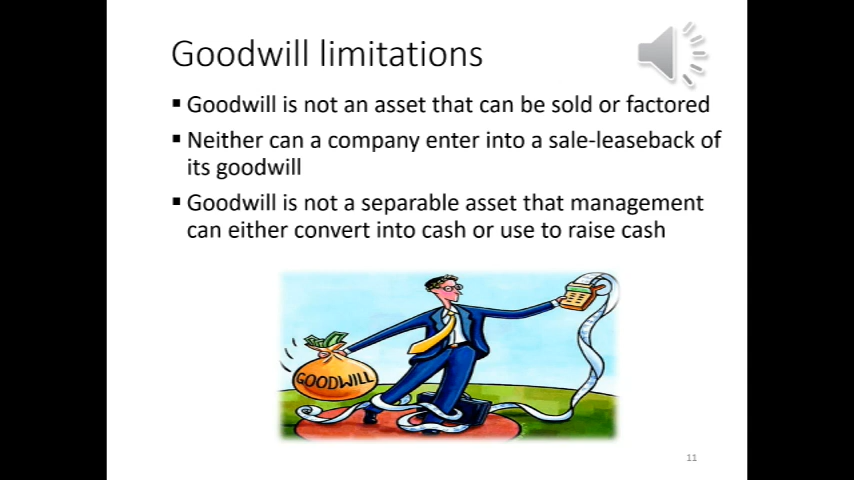 Goodwill limitations
▪ Goodwill is not an asset that can be sold or factored
▪ Neither can a company enter into a sale-leaseback of
its goodwill
▪ Goodwill is not a separable asset that management
can either convert into cash or use to raise cash
GOODWILL
11